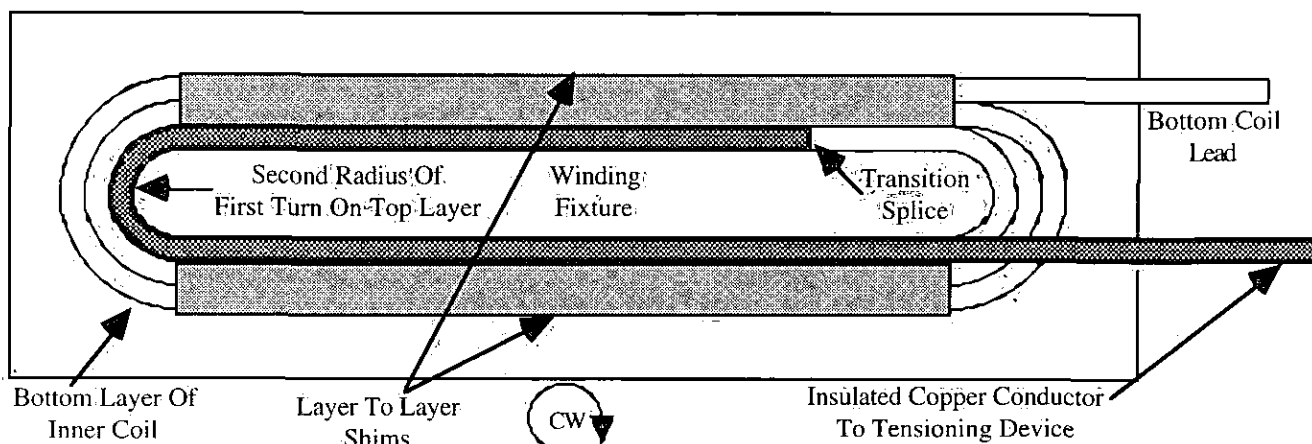 Bottom Coil
Lead
Second Radius Of
First Turn On Top Layer
Winding
Fixture
Transition
Splice
Bottom Layer Of
Inner Coil
Layer To Layer
Shims
CW
Insulated Copper Conductor
To Tensioning Device